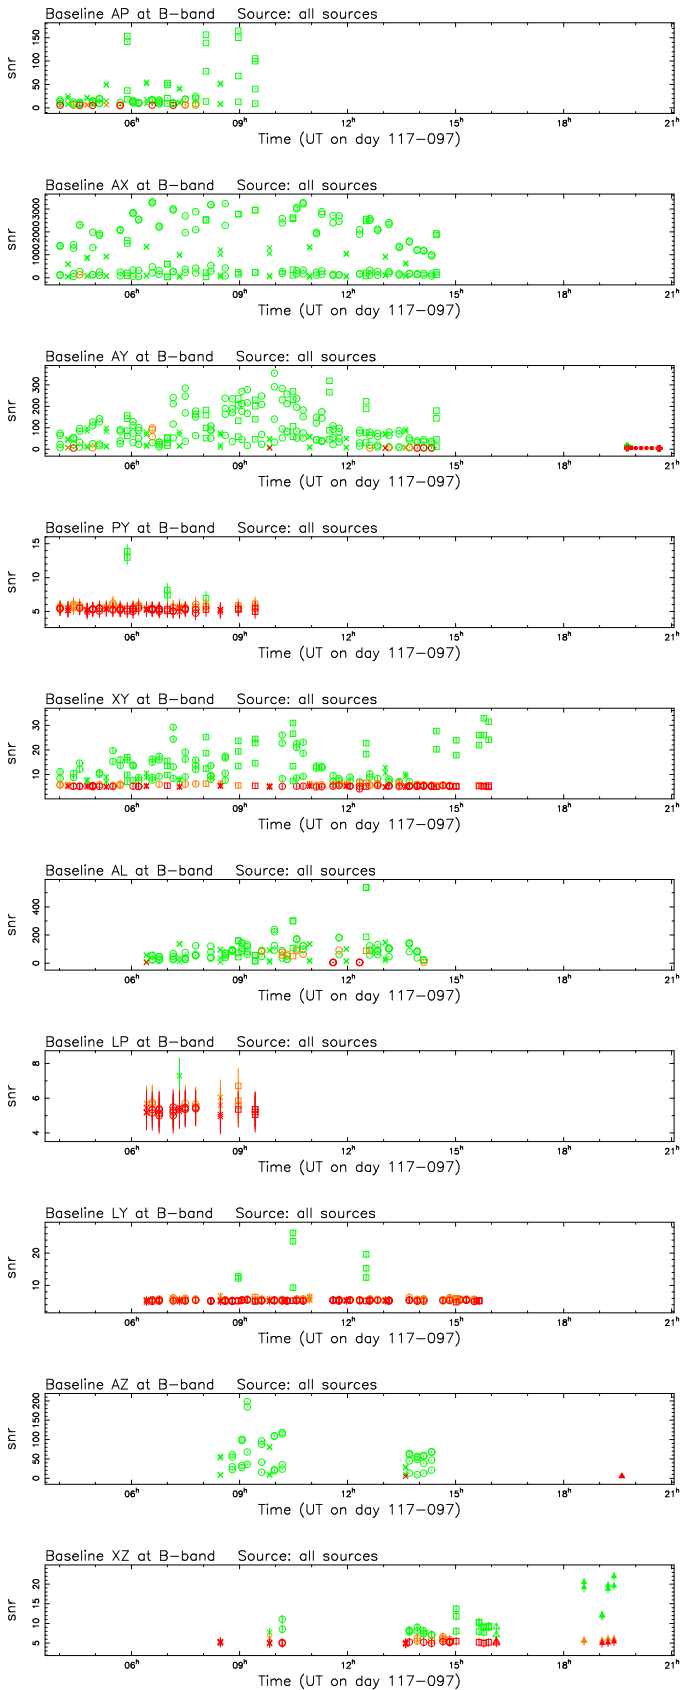 Baseline AP at B-band Source: all sources
snr
0 50 100 150
06h 09h 12h 15h 18h 21h
Time (UT on day 117-097)
Baseline AX at B-band Source: all sources
snr
0 1000 2000 3000
06h 09h 12h 15h 18h 21h
Time (UT on day 117-097)
Baseline AY at B-band Source: all sources
snr
0 100 200 300
06h 09h 12h 15h 18h 21h
Time (UT on day 117-097)
Baseline PY at B-band Source: all sources
snr
5 10 15
06h 09h 12h 15h 18h 21h
Time (UT on day 117-097)
Baseline XY at B-band Source: all sources
snr
10 20 30
06h 09h 12h 15h 18h 21h
Time (UT on day 117-097)
Baseline AL at B-band Source: all sources
snr
0 200 400
06h 09h 12h 15h 18h 21h
Time (UT on day 117-097)
Baseline LP at B-band Source: all sources
snr
4 6 8
06h 09h 12h 15h 18h 21h
Time (UT on day 117-097)
Baseline LY at B-band Source: all sources
snr
10 20
06h 09h 12h 15h 18h 21h
Time (UT on day 117-097)
Baseline AZ at B-band Source: all sources
snr
0 50 100 150 200
06h 09h 12h 15h 18h 21h
Time (UT on day 117-097)
Baseline XZ at B-band Source: all sources
snr
5 10 15 20
06h 09h 12h 15h 18h 21h
Time (UT on day 117-097)